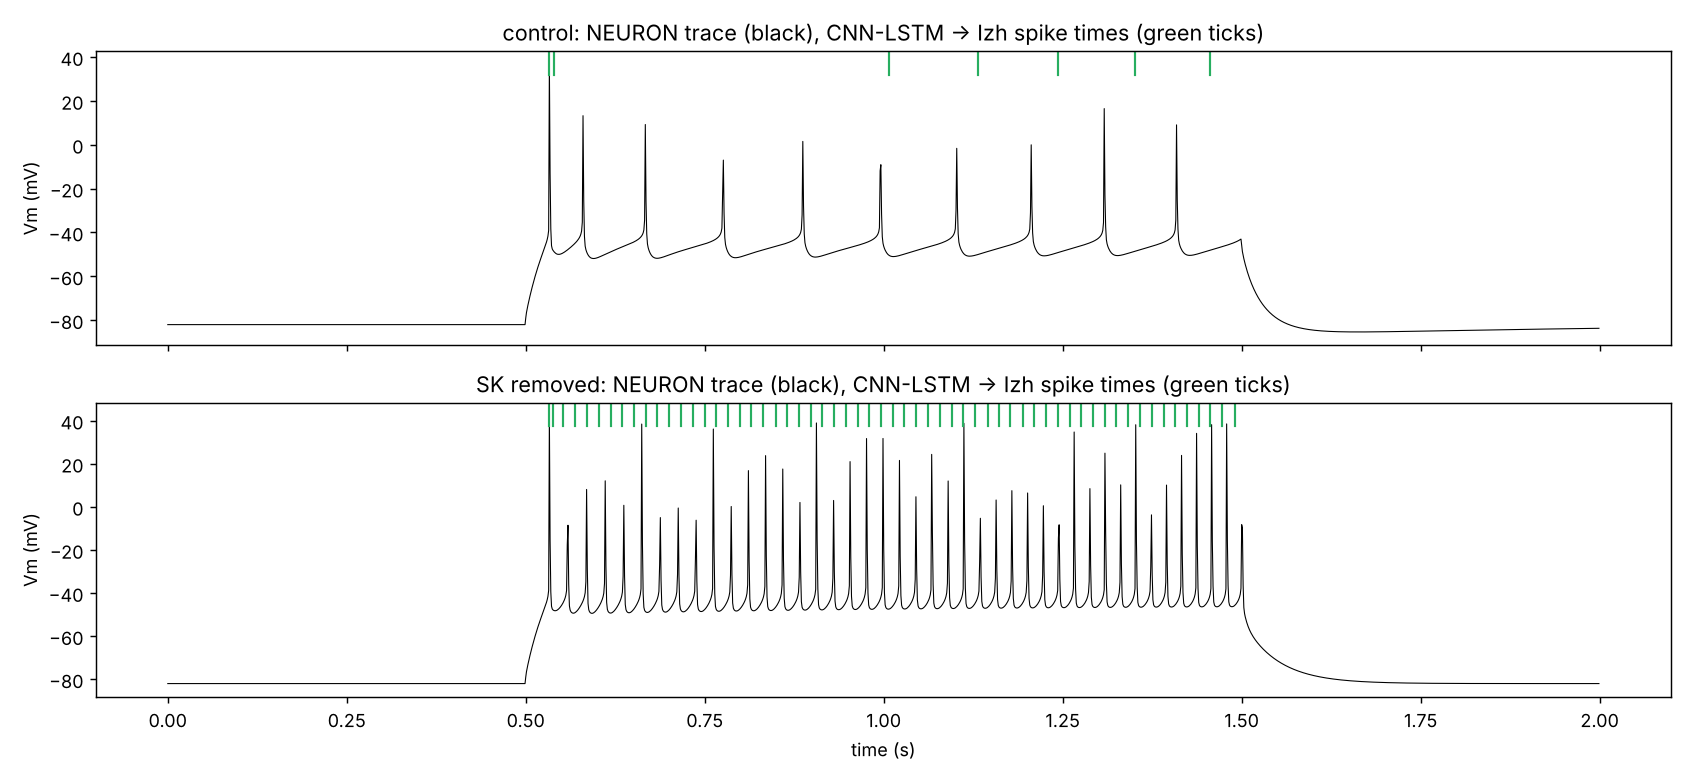 control: NEURON trace (black), CNN-LSTM → Izh spike times (green ticks)
40
20
0
−20
−40
−60
−80
Vm (mV)
SK removed: NEURON trace (black), CNN-LSTM → Izh spike times (green ticks)
40
20
0
−20
−40
−60
−80
Vm (mV)
0.00 0.25 0.50 0.75 1.00 1.25 1.50 1.75 2.00
time (s)